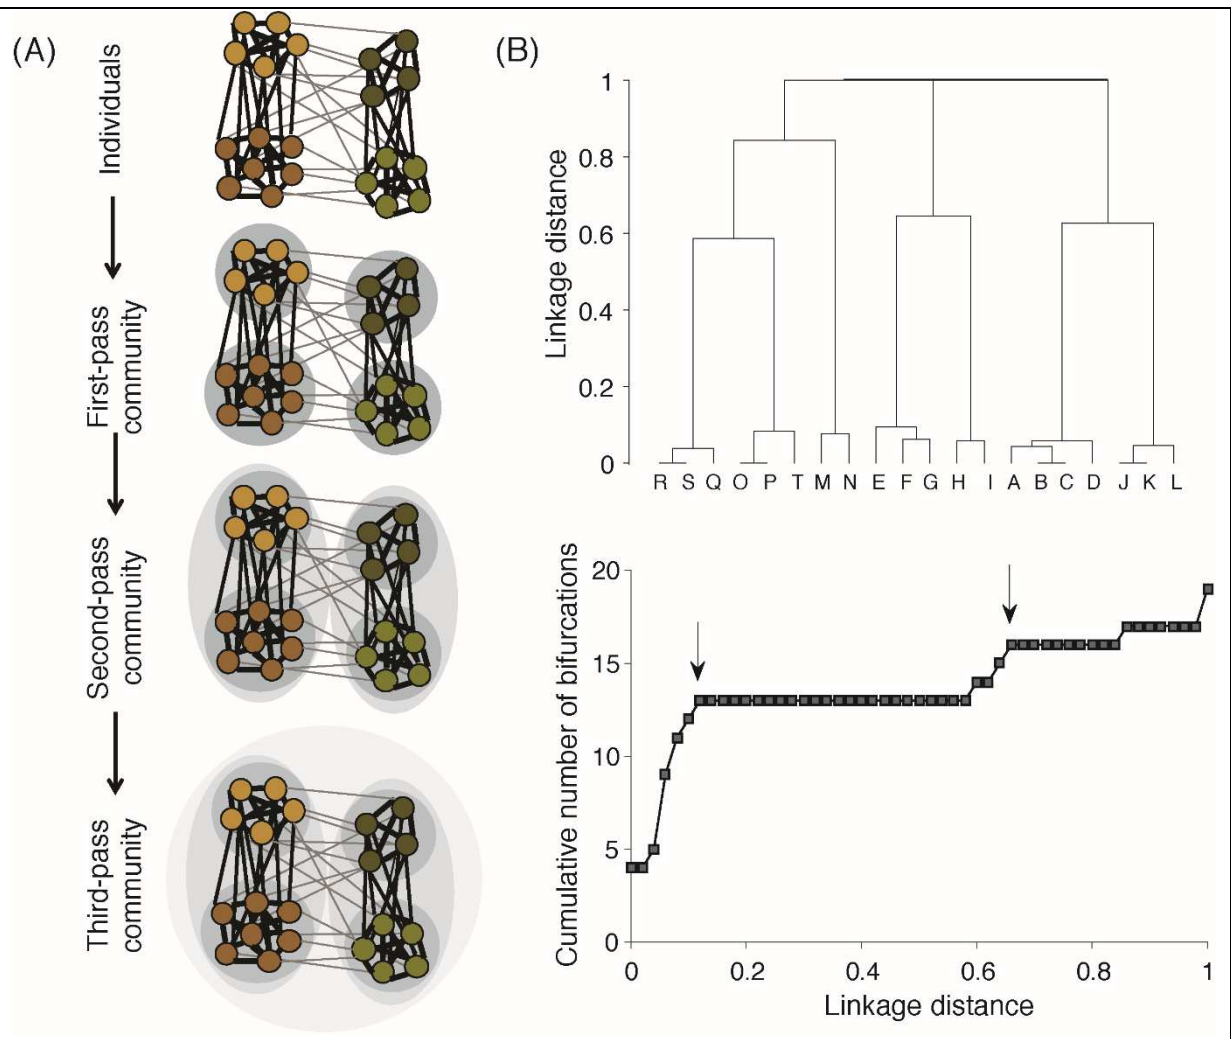 (A)
Individuals
First-pass
community
Second-pass
community
Third-pass
community
(B)
Linkage distance
1
0.8
0.6
0.4
0.2
0
R S Q O P T M N E F G H I A B C D J K L
Cumulative number of bifurcations
20
15
10
5
0
0 0.2 0.4 0.6 0.8 1
Linkage distance